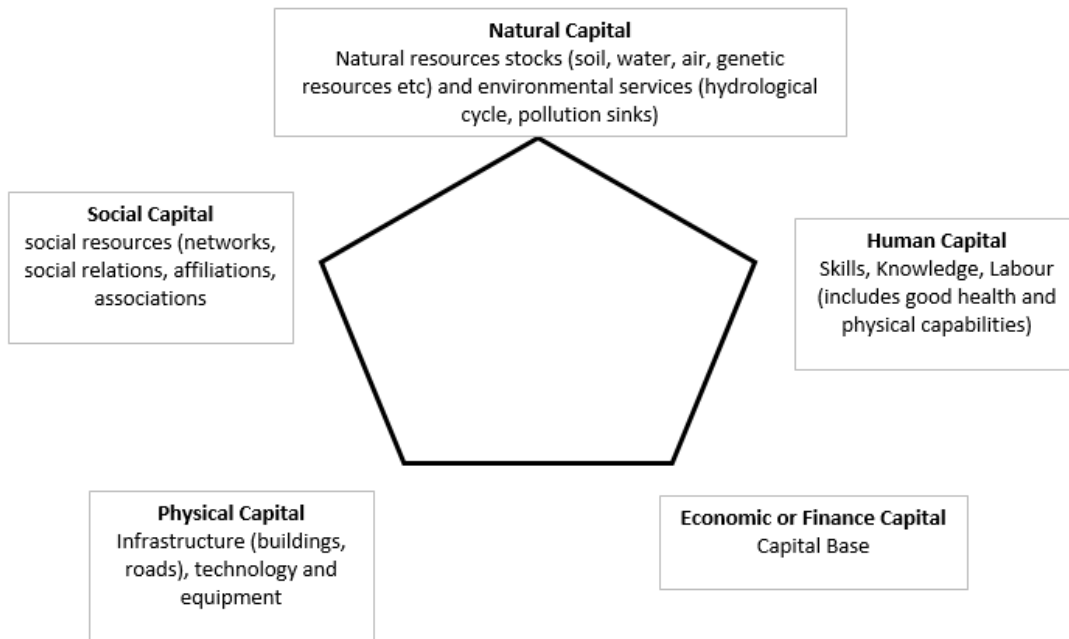 Natural Capital
Natural resources stocks (soil, water, air, genetic
resources etc) and environmental services (hydrological
cycle, pollution sinks)
Social Capital
social resources (networks,
social relations, affiliations,
associations
Human Capital
Skills, Knowledge, Labour
(includes good health and
physical capabilities)
Physical Capital
Infrastructure (buildings,
roads), technology and
equipment
Economic or Finance Capital
Capital Base